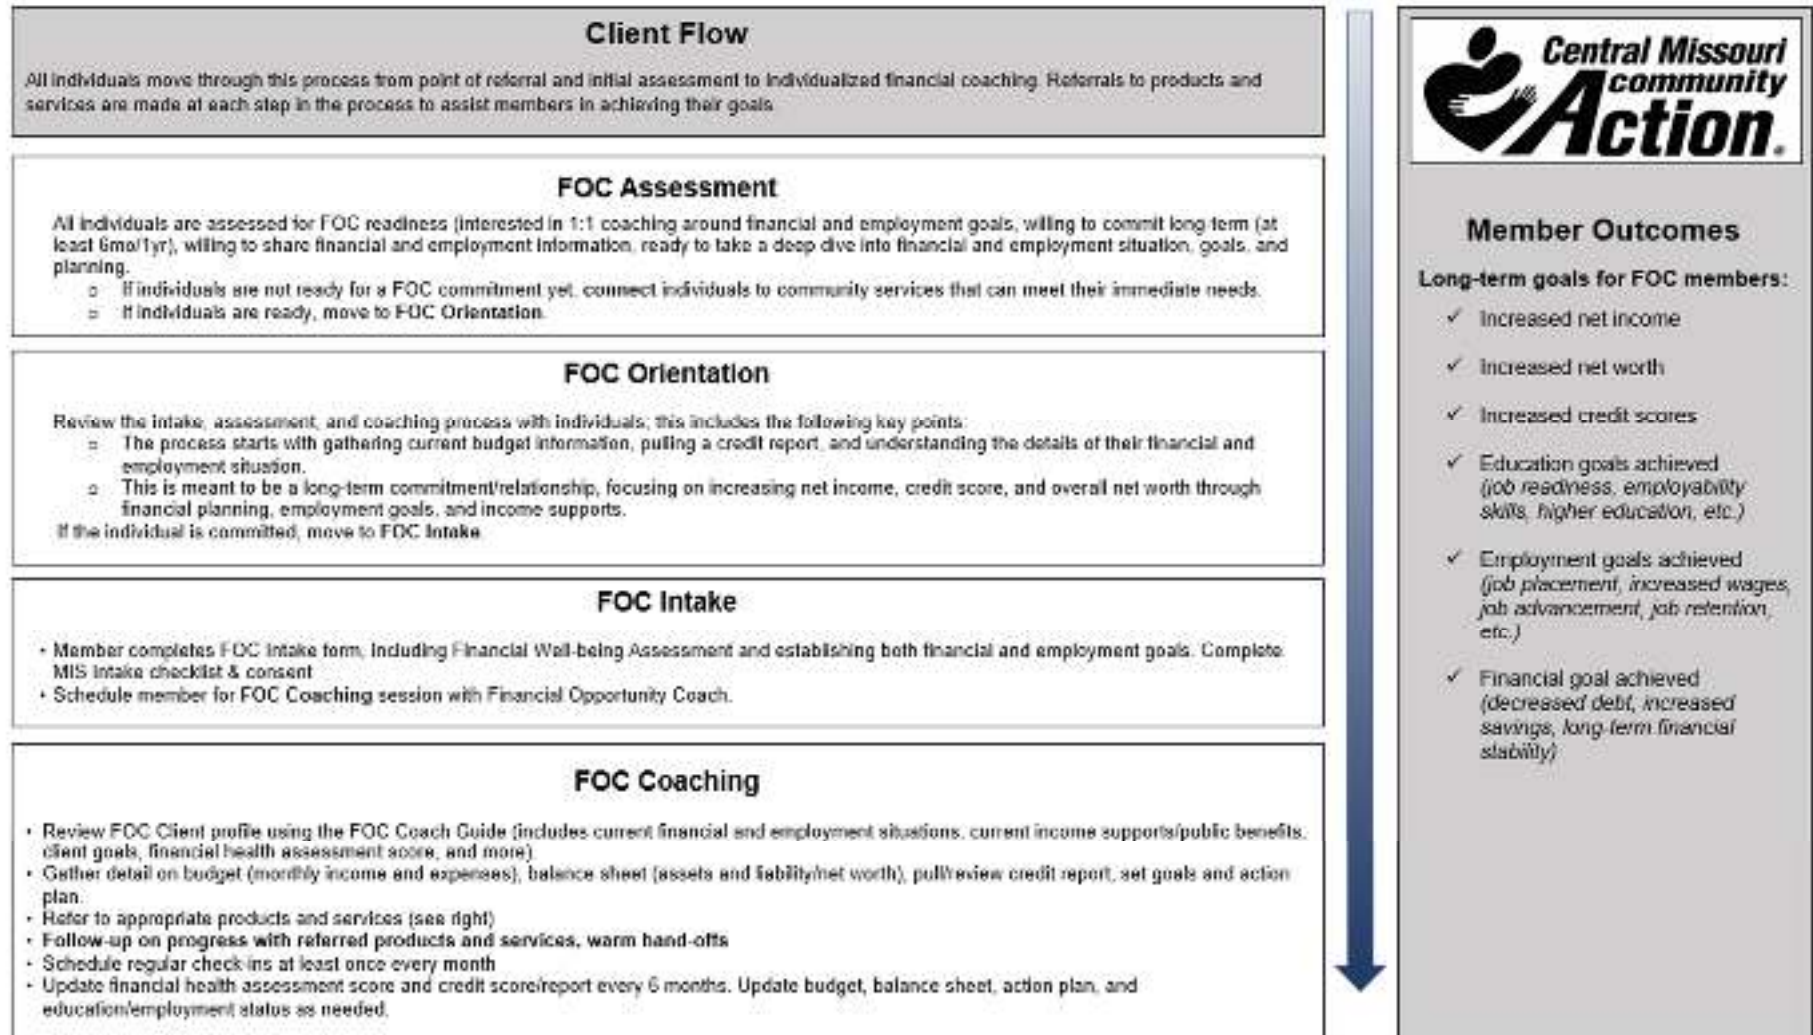 Client Flow
All individuals move through this process from point of referral and initial assessment to individualized financial coaching. Referrals to products and
services are made at each step in the process to assist members in achieving their goals
FOC Assessment
All individuals are assessed for FOC readiness (interested in 1:1 coaching around financial and employment goals, willing to commit long-term (at
least 6mo/1yr), willing to share financial and employment information, ready to take a deep dive into financial and employment situation, goals, and
planning.
o If individuals are not ready for a FOC commitment yet, connect individuals to community services that can meet their immediate needs.
o If individuals are ready, move to FOC Orientation.
FOC Orientation
Review the intake, assessment, and coaching process with individuals; this includes the following key points:
o The process starts with gathering current budget information, pulling a credit report, and understanding the details of their financial and
employment situation.
o This is meant to be a long-term commitment/relationship, focusing on increasing net income, credit score, and overall net worth through
financial planning, employment goals, and income supports.
If the individual is committed, move to FOC Intake
FOC Intake
• Member completes FOC Intake form, including Financial Well-being Assessment and establishing both financial and employment goals. Complete
MIS Intake checklist & consent
• Schedule member for FOC Coaching session with Financial Opportunity Coach.
FOC Coaching
• Review FOC Client profile using the FOC Coach Guide (includes current financial and employment situations, current income supports/public benefits,
client goals, financial health assessment score, and more)
• Gather detail on budget (monthly income and expenses), balance sheet (assets and liability/net worth), pull/review credit report, set goals and action
plan.
• Refer to appropriate products and services (see right)
• Follow-up on progress with referred products and services, warm hand-offs
• Schedule regular check-ins at least once every month
• Update financial health assessment score and credit score/report every 6 months. Update budget, balance sheet, action plan, and
education/employment status as needed.
Central Missouri
community
Action®
Member Outcomes
Long-term goals for FOC members:
✓ Increased net income
✓ Increased net worth
✓ Increased credit scores
✓ Education goals achieved
(job readiness, employability
skills, higher education, etc.)
✓ Employment goals achieved
(job placement, increased wages,
job advancement, job retention,
etc.)
✓ Financial goal achieved
(decreased debt, increased
savings, long-term financial
stability)